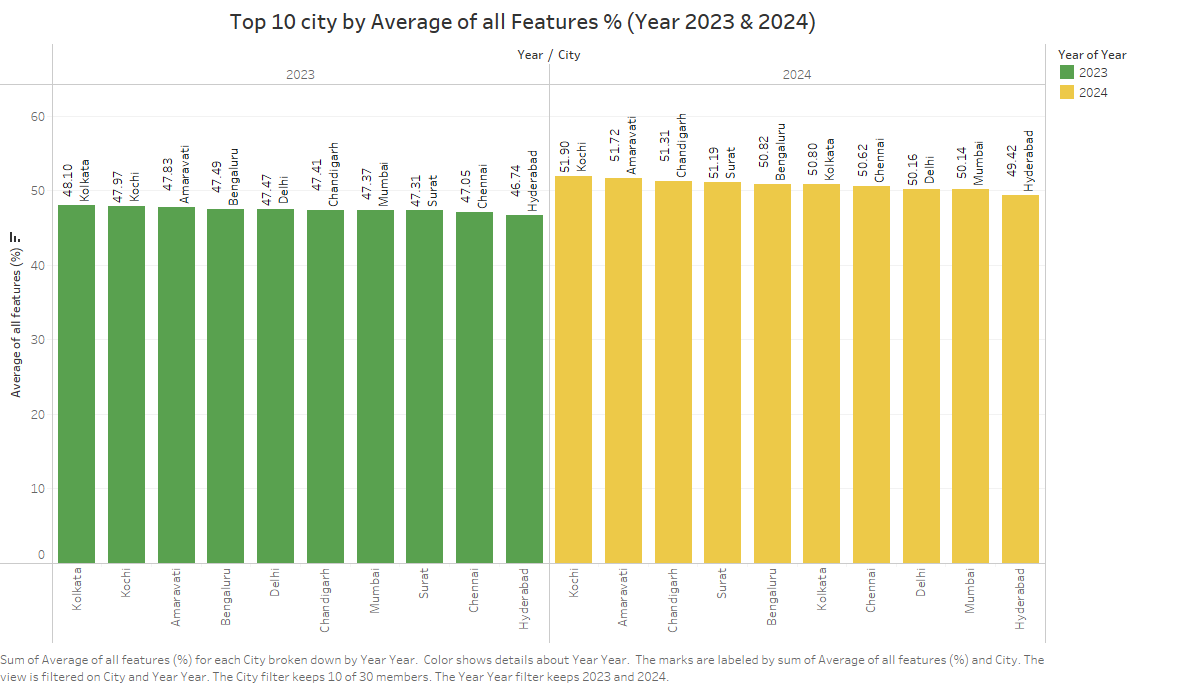 Top 10 city by Average of all Features % (Year 2023 & 2024)
Year / City
2023
2024
Year of Year
2023
2024
Average of all features (%)
60
50
40
30
20
10
0
48.10 Kolkata
47.97 Kochi
47.83 Amaravati
47.49 Bengaluru
47.47 Delhi
47.41 Chandigarh
47.37 Mumbai
47.31 Surat
47.05 Chennai
46.74 Hyderabad
51.90 Kochi
51.72 Amaravati
51.31 Chandigarh
51.19 Surat
50.82 Bengaluru
50.80 Kolkata
50.62 Chennai
50.16 Delhi
50.14 Mumbai
49.42 Hyderabad
Kolkata
Kochi
Amaravati
Bengaluru
Delhi
Chandigarh
Mumbai
Surat
Chennai
Hyderabad
Kochi
Amaravati
Chandigarh
Surat
Bengaluru
Kolkata
Chennai
Delhi
Mumbai
Hyderabad
Sum of Average of all features (%) for each City broken down by Year Year. Color shows details about Year Year. The marks are labeled by sum of Average of all features (%) and City. The
view is filtered on City and Year Year. The City filter keeps 10 of 30 members. The Year Year filter keeps 2023 and 2024.